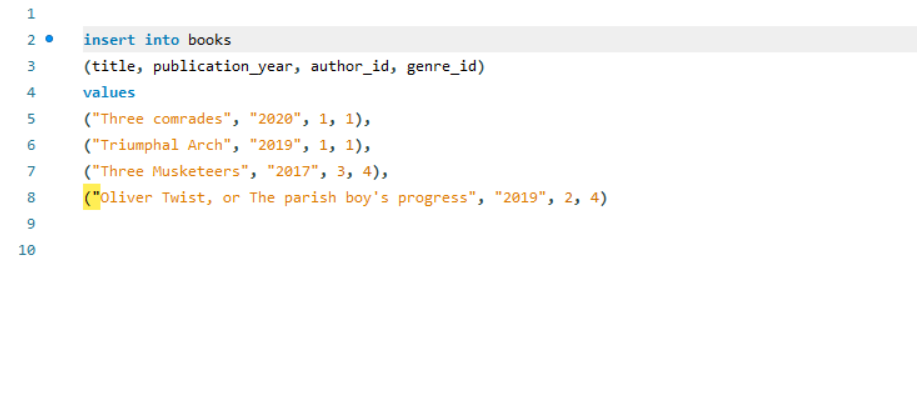 1
2 insert into books
3 (title, publication_year, author_id, genre_id)
4 values
5 ("Three comrades", "2020", 1, 1),
6 ("Triumphal Arch", "2019", 1, 1),
7 ("Three Musketeers", "2017", 3, 4),
8 ("Oliver Twist, or The parish boy's progress", "2019", 2, 4)
9
10